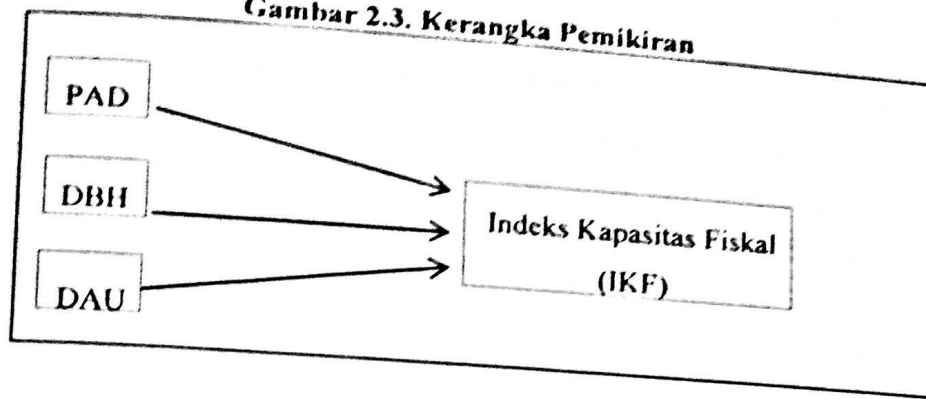 Gambar 2.3. Kerangka Pemikiran
PAD
DBH
DAU
Indeks Kapasitas Fiskal
(IKF)